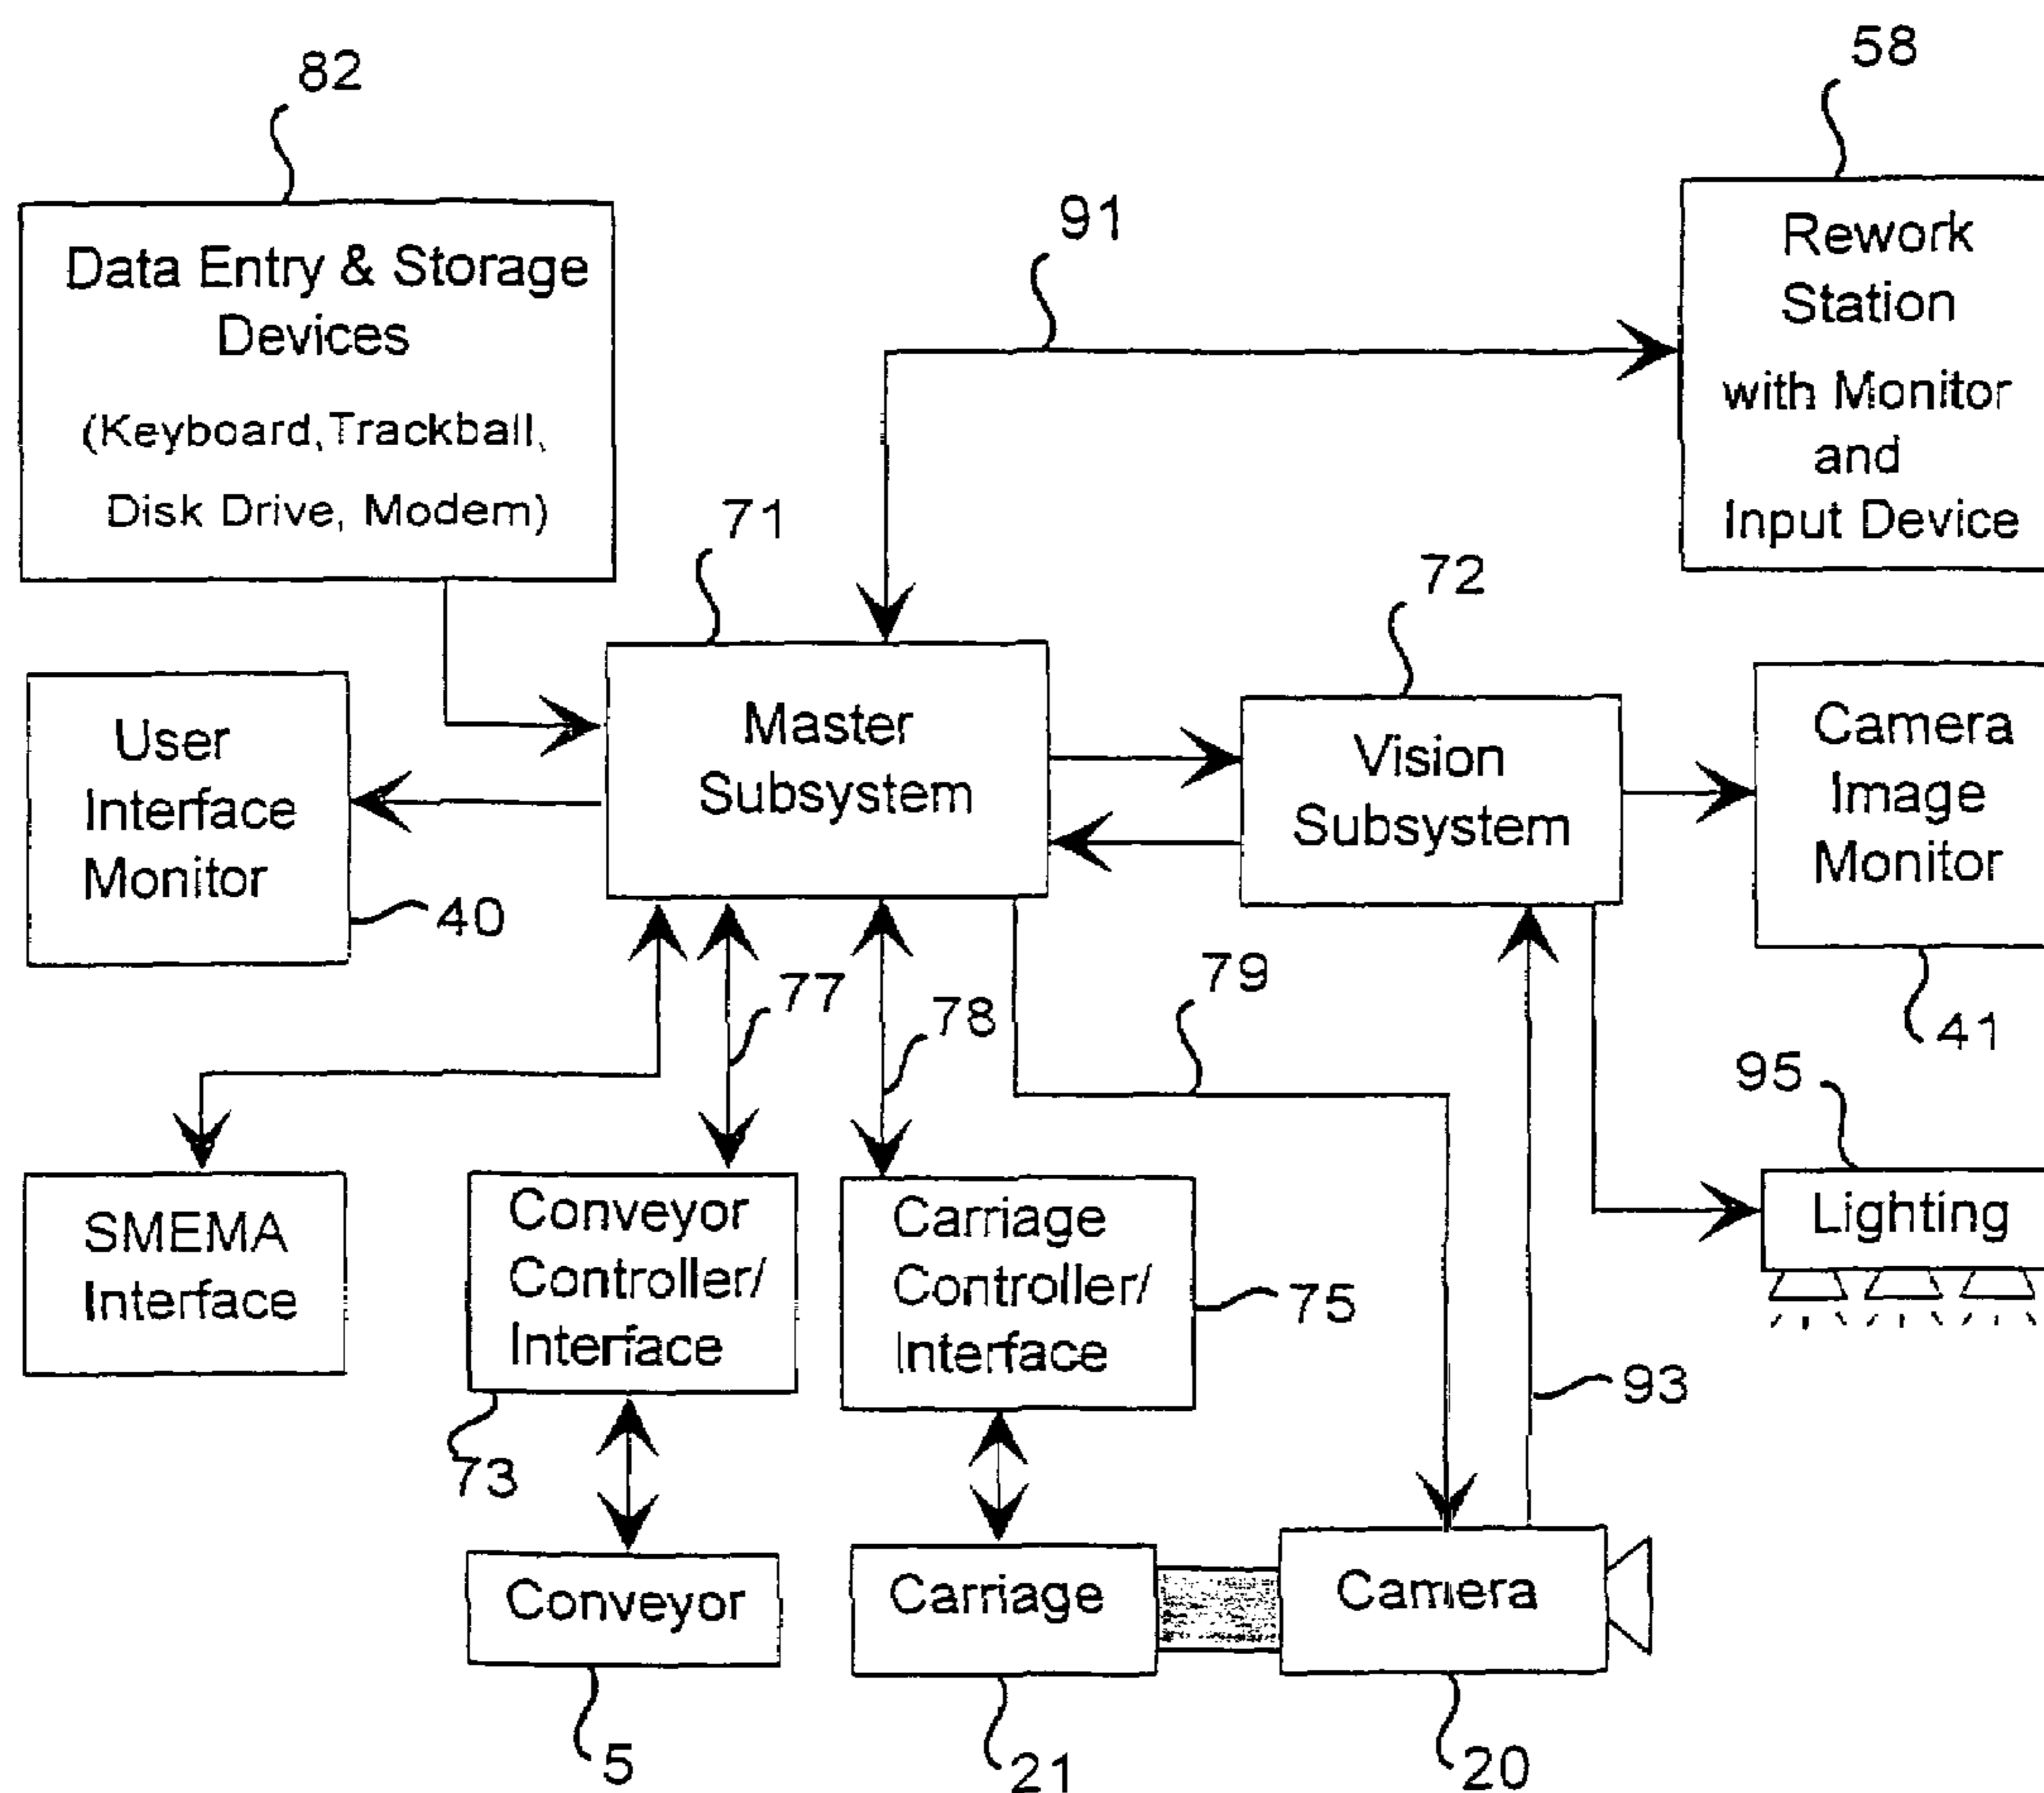 82
58
Data Entry & Storage
Devices
(Keyboard, Trackball,
Disk Drive, Modem)
91
Rework
Station
with Monitor
and
Input Device
71
72
User
Interface
Monitor
40
Master
Subsystem
Vision
Subsystem
Camera
Image
Monitor
41
77
78
79
95
SMEMA
Interface
Conveyor
Controller/
Interface
73
Carriage
Controller/
Interface
75
Lighting
93
Conveyor
5
Carriage
21
Camera
20